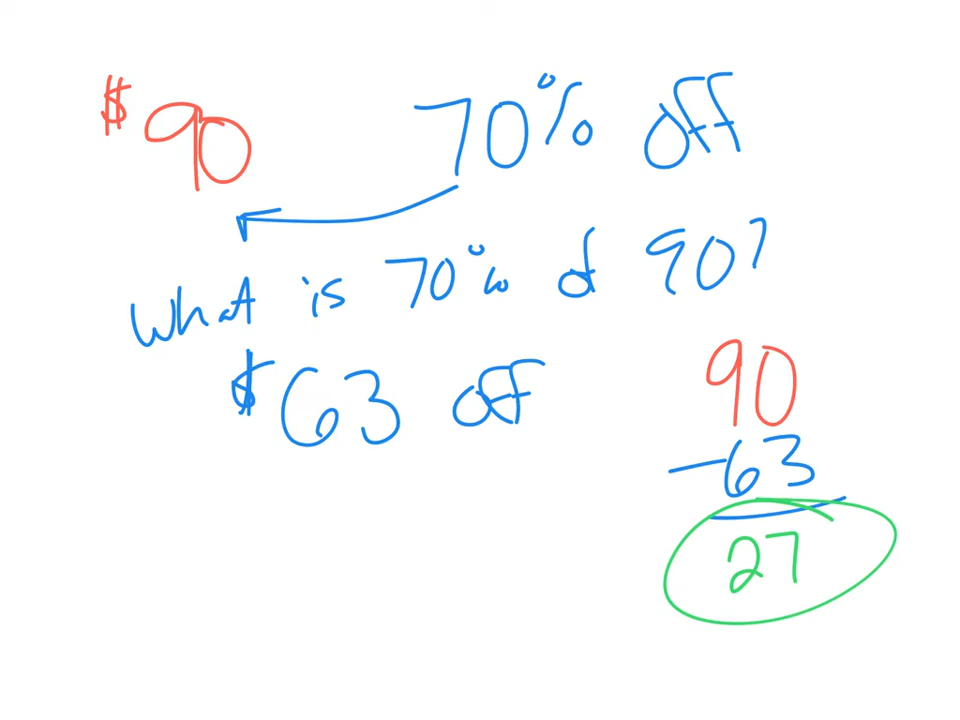 $90 70% off
What is 70% of 90?
$63 off
90
-63
27